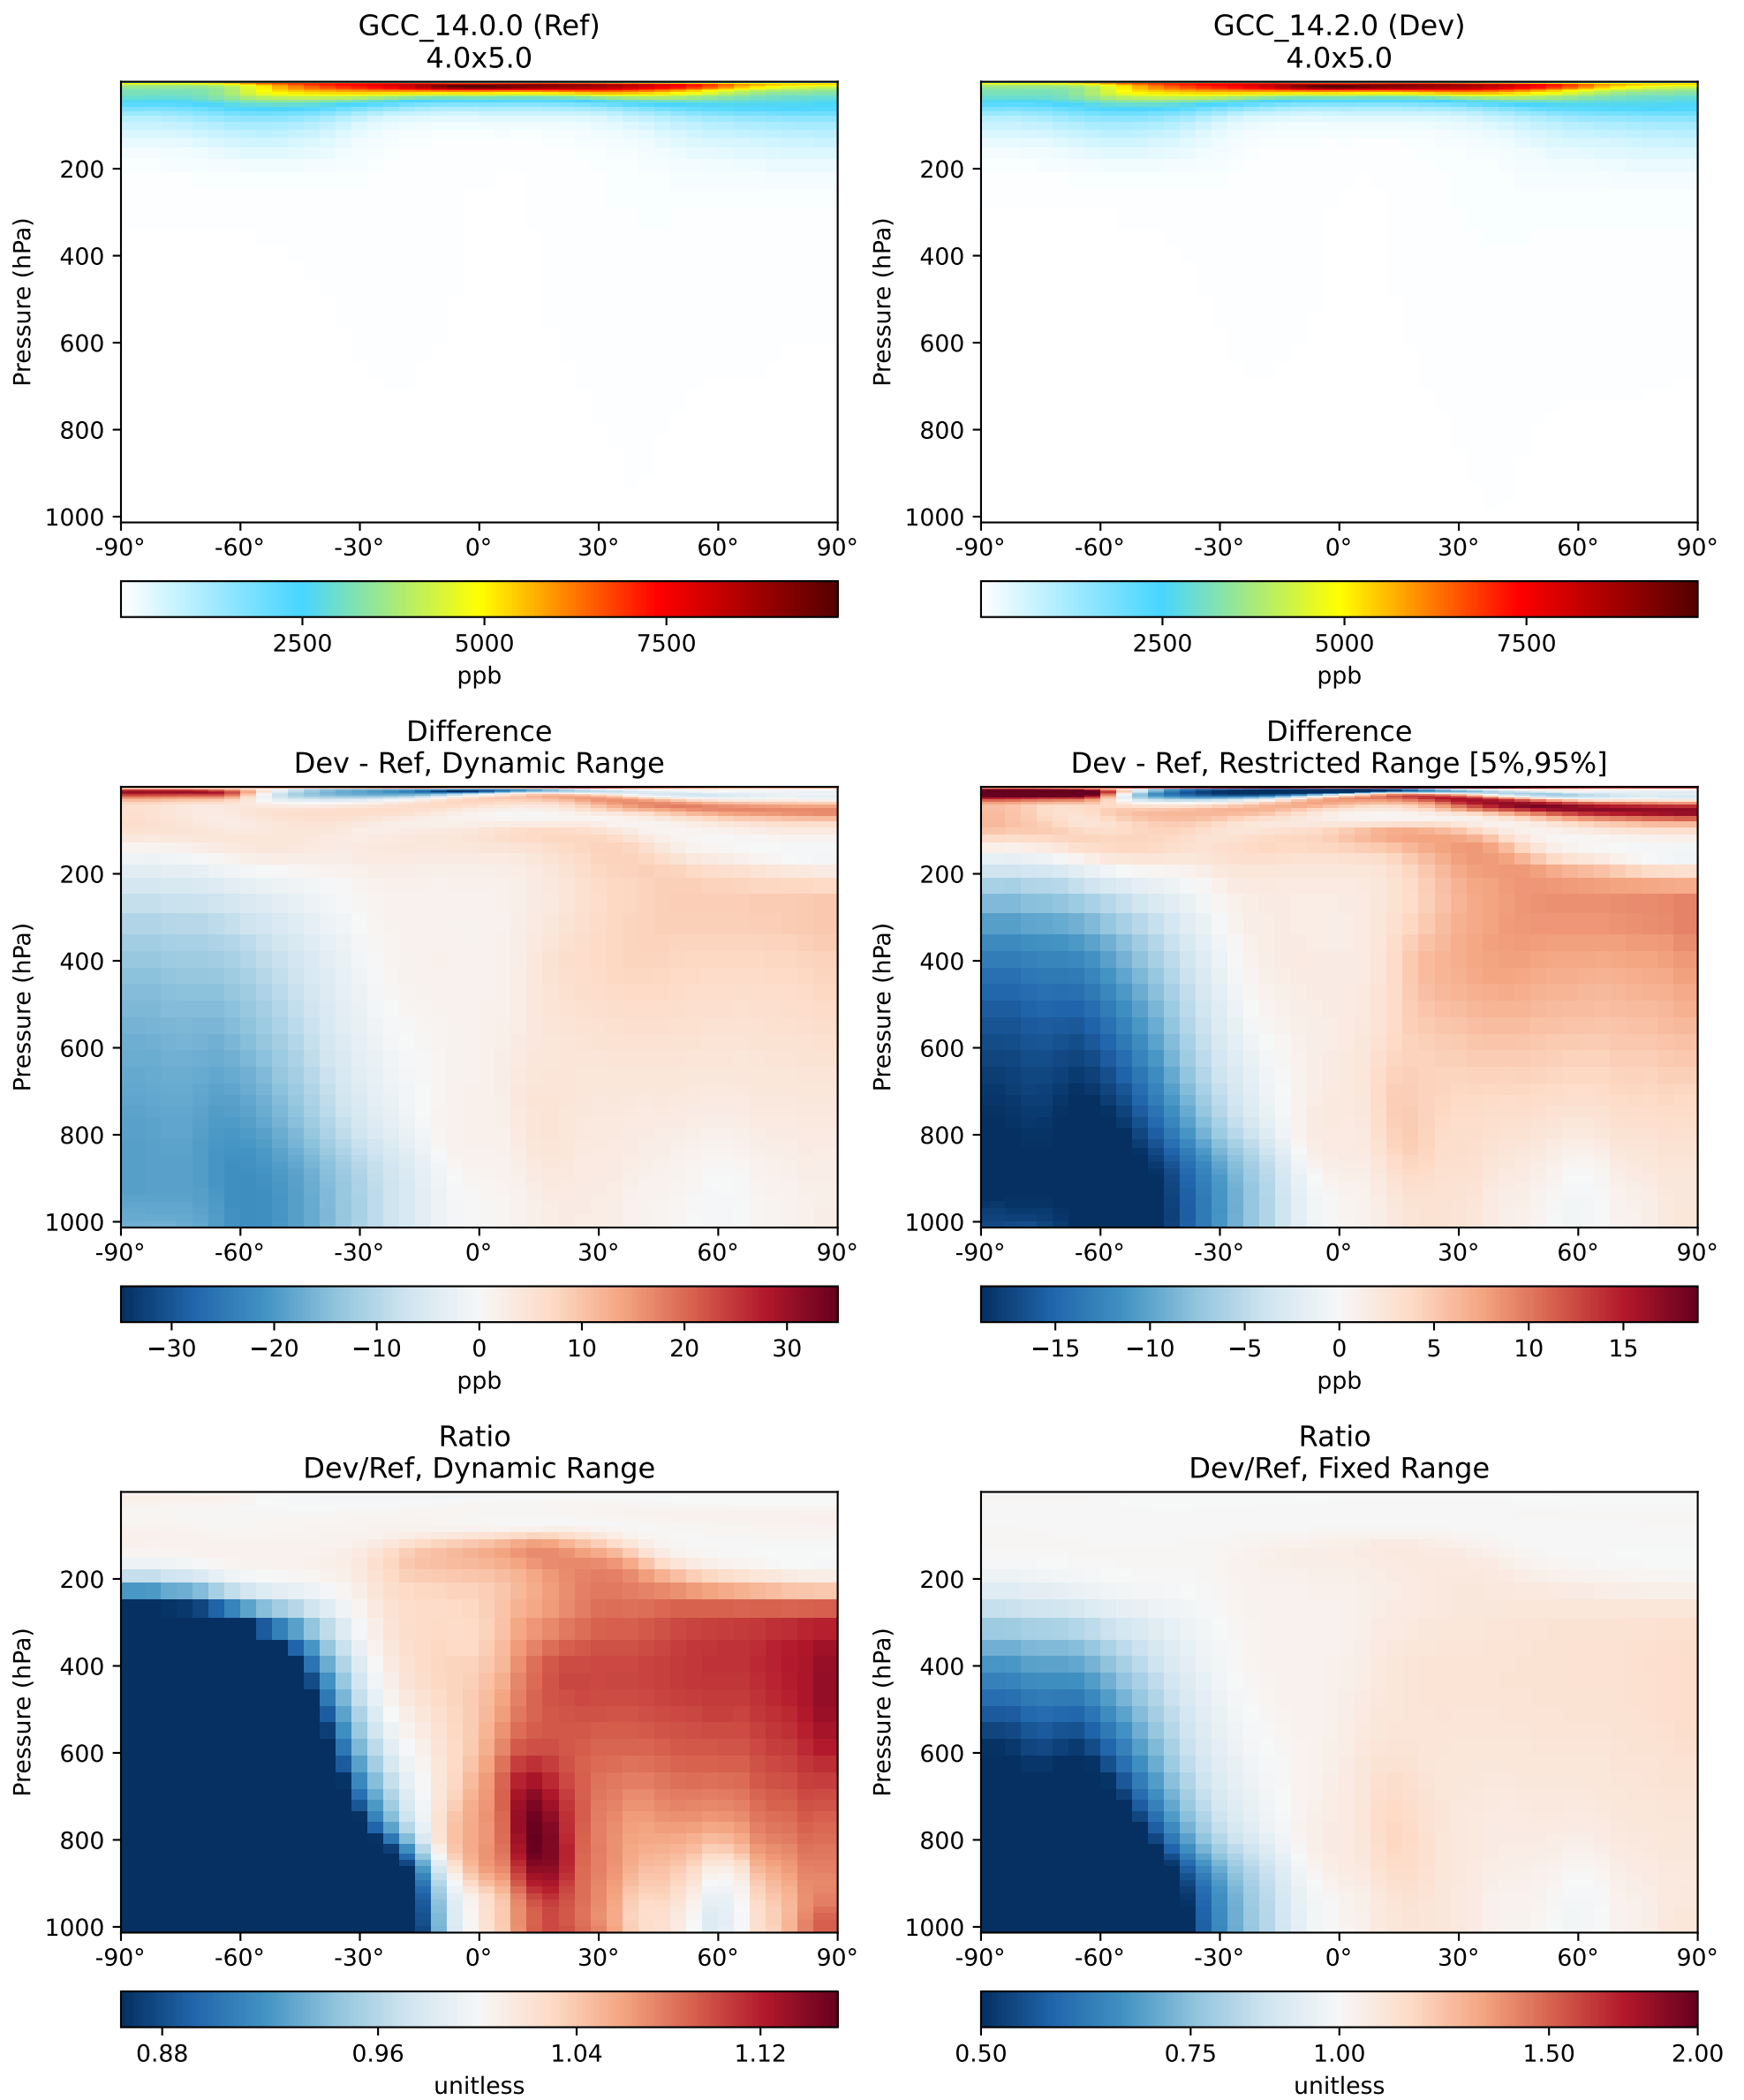 GCC_14.0.0 (Ref)
4.0x5.0
Pressure (hPa)
200
400
600
800
1000
-90° -60° -30° 0° 30° 60° 90°
2500 5000 7500
ppb
GCC_14.2.0 (Dev)
4.0x5.0
Pressure (hPa)
200
400
600
800
1000
-90° -60° -30° 0° 30° 60° 90°
2500 5000 7500
ppb
Difference
Dev - Ref, Dynamic Range
Pressure (hPa)
200
400
600
800
1000
-90° -60° -30° 0° 30° 60° 90°
−30 −20 −10 0 10 20 30
ppb
Difference
Dev - Ref, Restricted Range [5%,95%]
Pressure (hPa)
200
400
600
800
1000
-90° -60° -30° 0° 30° 60° 90°
−15 −10 −5 0 5 10 15
ppb
Ratio
Dev/Ref, Dynamic Range
Pressure (hPa)
200
400
600
800
1000
-90° -60° -30° 0° 30° 60° 90°
0.88 0.96 1.04 1.12
unitless
Ratio
Dev/Ref, Fixed Range
Pressure (hPa)
200
400
600
800
1000
-90° -60° -30° 0° 30° 60° 90°
0.50 0.75 1.00 1.50 2.00
unitless